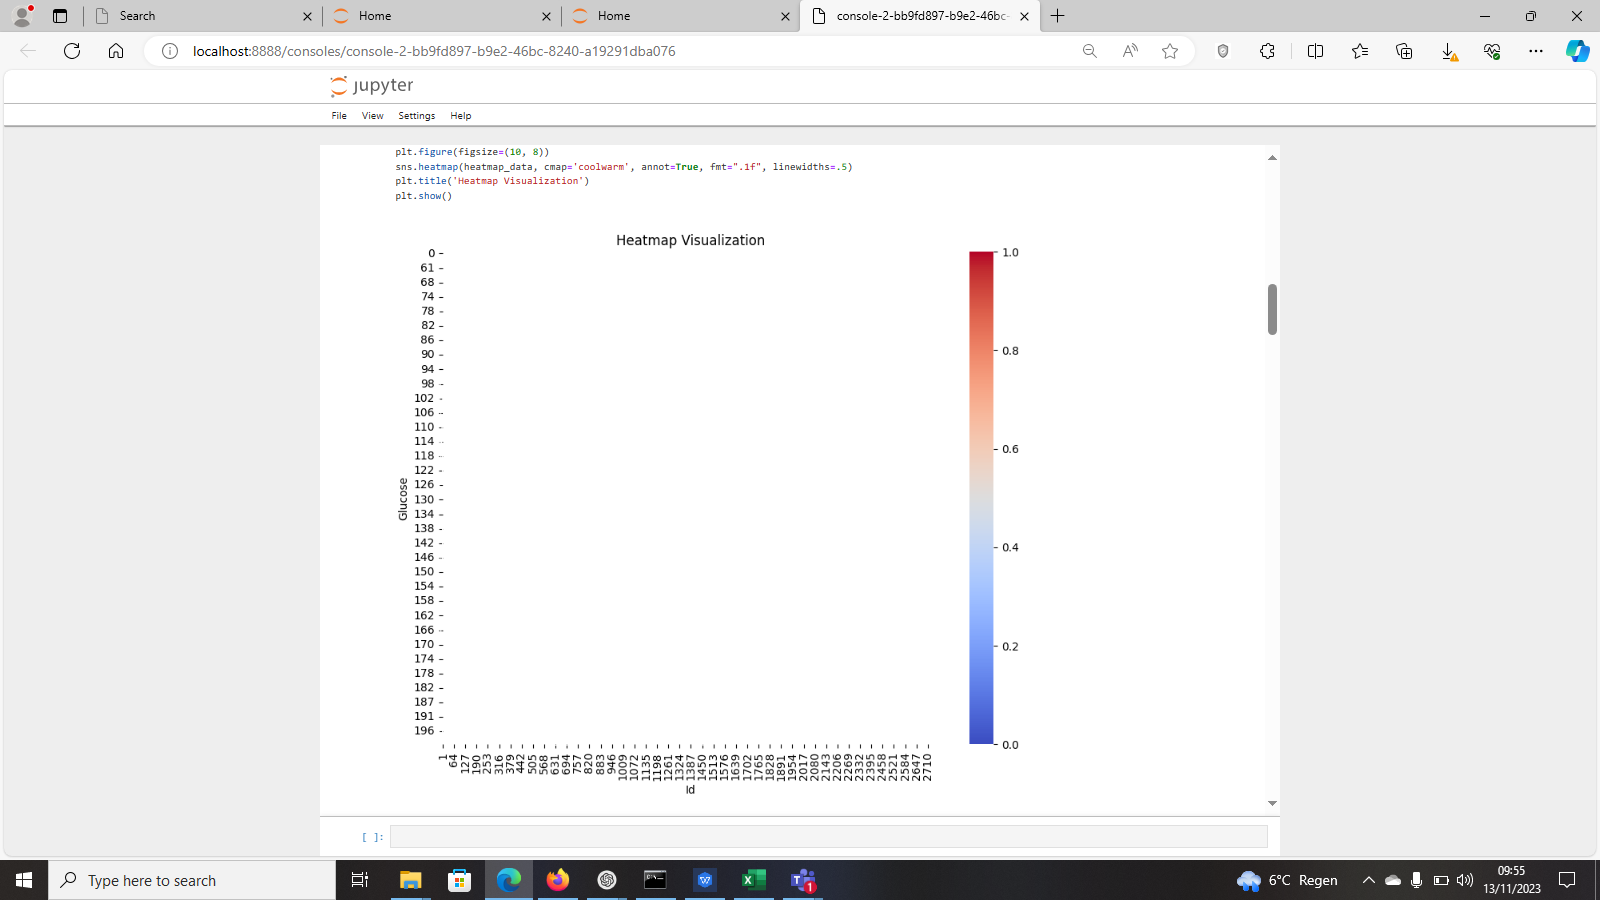 Search
Home
Home
console-2-bb9fd897-b9e2-46bc-
localhost:8888/consoles/console-2-bb9fd897-b9e2-46bc-8240-a19291dba076
jupyter
File View Settings Help
plt.figure(figsize=(10, 8))
sns.heatmap(heatmap_data, cmap='coolwarm', annot=True, fmt=".1f", linewidths=.5)
plt.title('Heatmap Visualization')
plt.show()
Heatmap Visualization
0
61
68
74
78
82
86
90
94
98
102
106
110
114
118
122
126
130
134
138
142
146
150
154
158
162
166
170
174
178
182
187
191
196
Glucose
1.0
0.8
0.6
0.4
0.2
0.0
1 64 127 190 253 316 379 442 505 568 631 694 757 820 883 946 1009 1072 1135 1198 1261 1324 1387 1450 1513 1576 1639 1702 1765 1828 1891 1954 2017 2080 2143 2206 2269 2332 2395 2458 2521 2584 2647 2710
Id
[ ]:
Type here to search
1
6°C Regen
09:55
13/11/2023